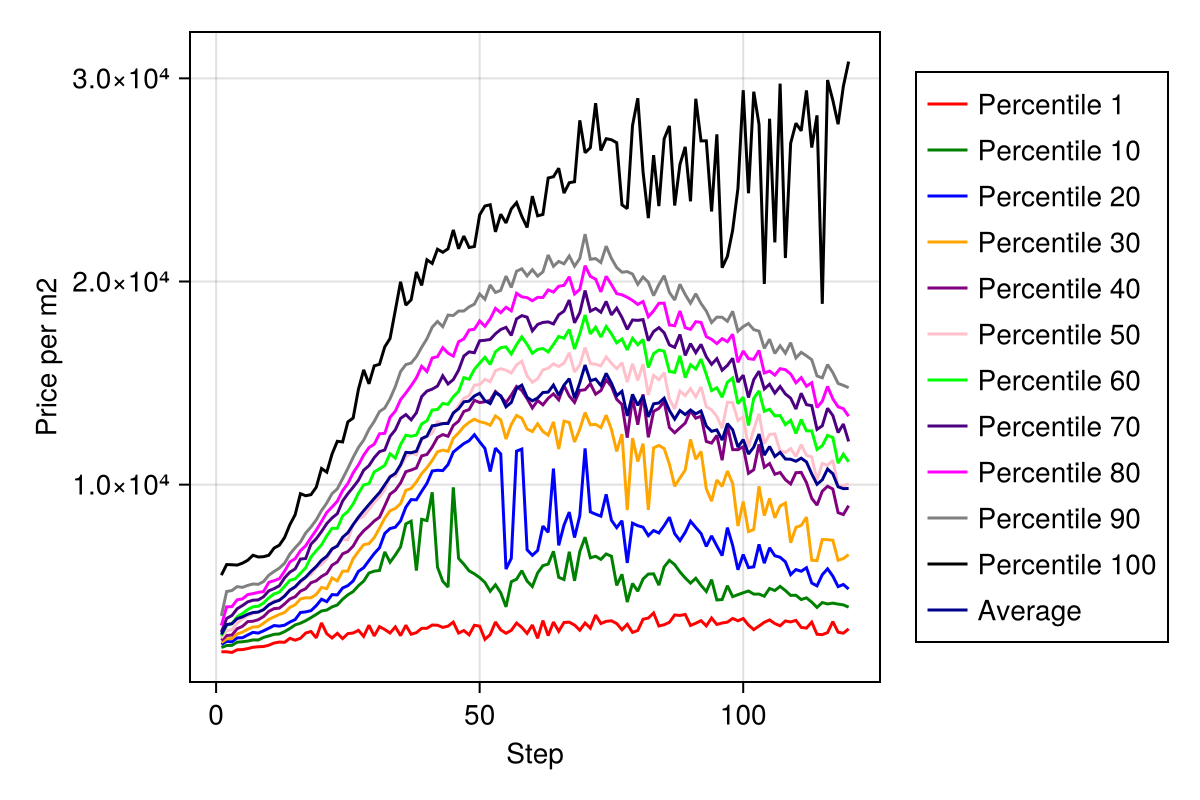 3.0×10⁴
2.0×10⁴
1.0×10⁴
Price per m2
0
50
100
Step
Percentile 1
Percentile 10
Percentile 20
Percentile 30
Percentile 40
Percentile 50
Percentile 60
Percentile 70
Percentile 80
Percentile 90
Percentile 100
Average